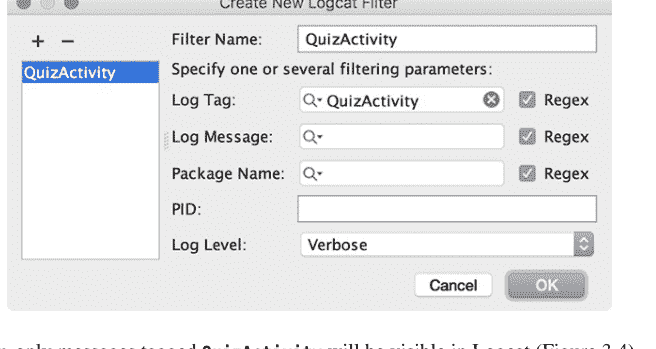 Create New Logcat Filter
+ −
Filter Name: QuizActivity
QuizActivity
Specify one or several filtering parameters:
Log Tag: QuizActivity Regex
Log Message: Regex
Package Name: Regex
PID:
Log Level: Verbose
Cancel OK
only messages tagged QuizActivity will be visible in Logcat (Figure 3.4)